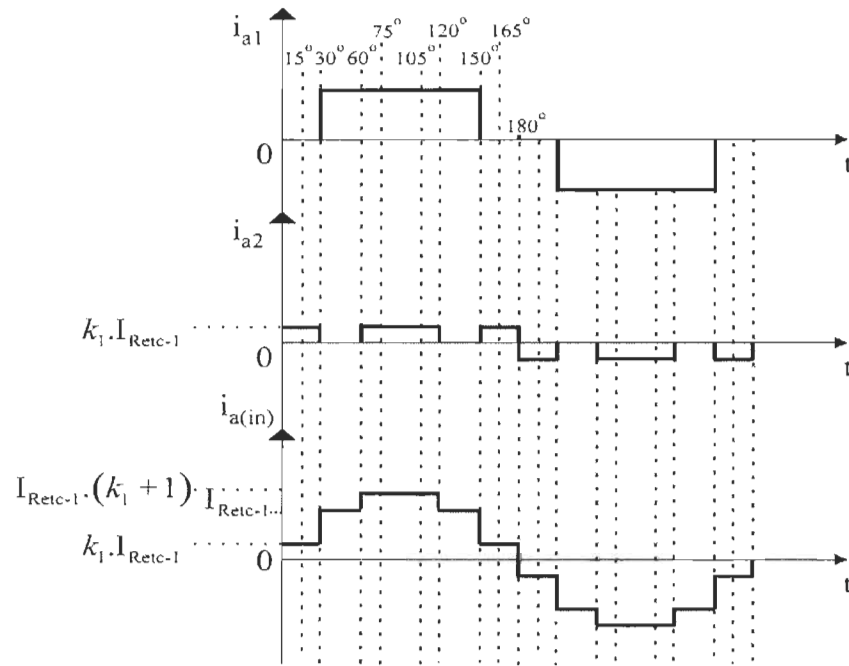 i_a1
75° 120° 165°
15° 30° 60° 105° 150°
180°
0
t
i_a2
k_1.I_Retc-1
0
t
i_a(in)
I_Retc-1.(k_1 + 1)
I_Retc-1
k_1.I_Retc-1
0
t